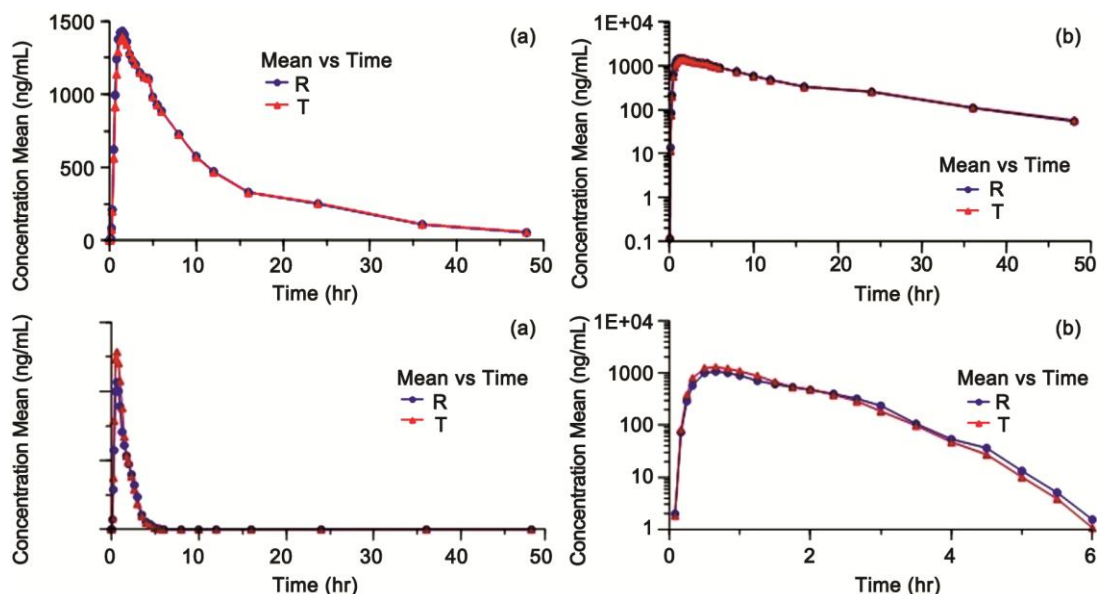 (a)
Concentration Mean (ng/mL)
1500
1000
500
0
Mean vs Time
R
T
0 10 20 30 40 50
Time (hr)
(b)
Concentration Mean (ng/mL)
1E+04
1000
100
10
1
0.1
Mean vs Time
R
T
0 10 20 30 40 50
Time (hr)
(a)
Concentration Mean (ng/mL)
Mean vs Time
R
T
0 10 20 30 40 50
Time (hr)
(b)
Concentration Mean (ng/mL)
1E+04
1000
100
10
1
Mean vs Time
R
T
0 2 4 6
Time (hr)